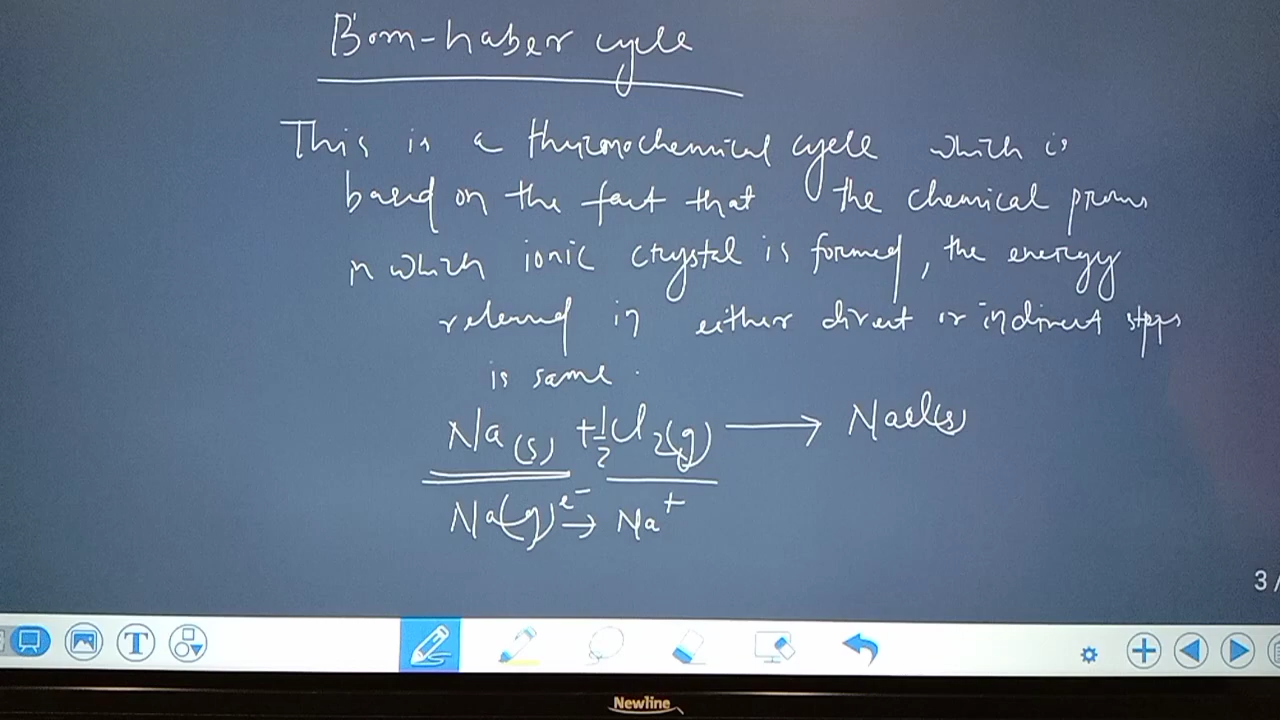 Born-haber cycle
This is a thermochemical cycle which is
based on the fact that the chemical process
in which ionic crystal is formed, the energy
released in either direct or indirect steps
is same.
Na(s) + 1/2 Cl2(g) ⟶ NaCl(s)
Na(g) e⁻→ Na⁺
3/
T
Newline